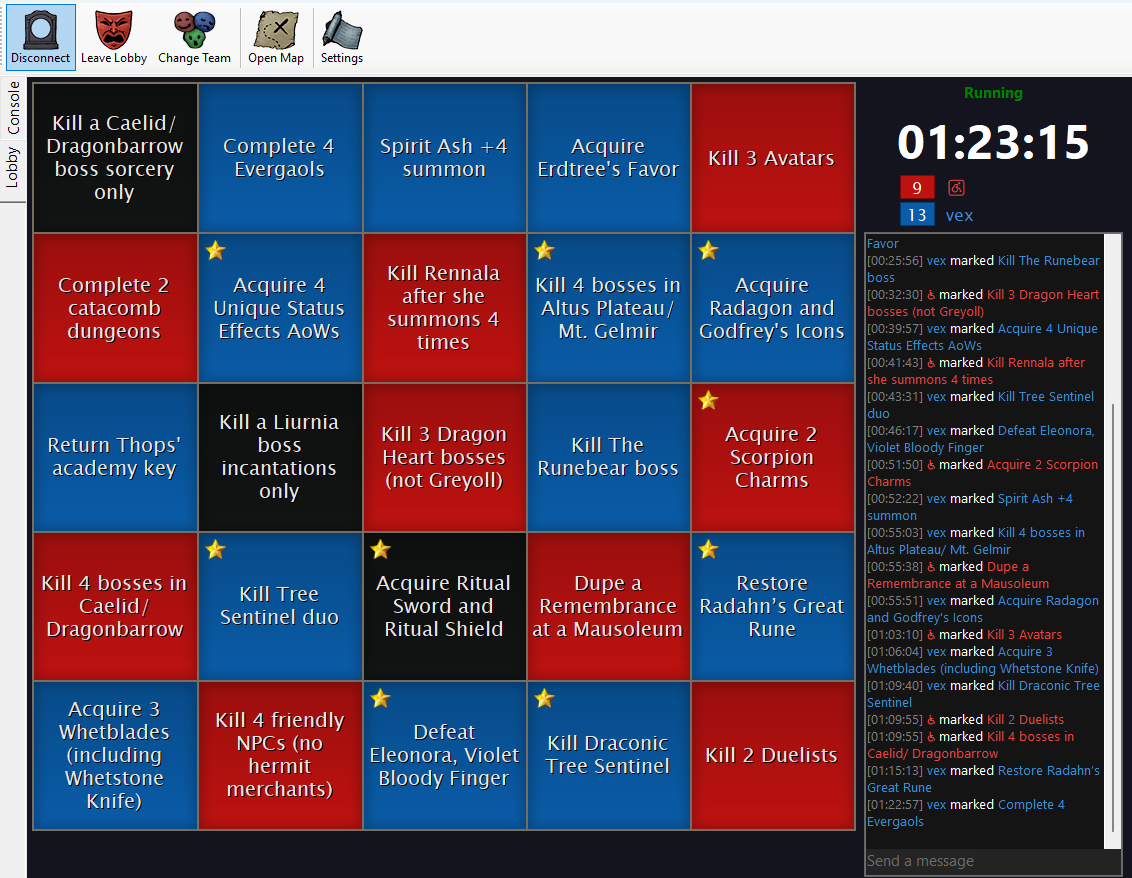 Disconnect
Leave Lobby
Change Team
Open Map
Settings
Console
Lobby
Kill a Caelid/
Dragonbarrow
boss sorcery
only
Complete 4
Evergaols
Spirit Ash +4
summon
Acquire
Erdtree's Favor
Kill 3 Avatars
Complete 2
catacomb
dungeons
Acquire 4
Unique Status
Effects AoWs
Kill Rennala
after she
summons 4
times
Kill 4 bosses in
Altus Plateau/
Mt. Gelmir
Acquire
Radagon and
Godfrey's Icons
Return Thops'
academy key
Kill a Liurnia
boss
incantations
only
Kill 3 Dragon
Heart bosses
(not Greyoll)
Kill The
Runebear boss
Acquire 2
Scorpion
Charms
Kill 4 bosses in
Caelid/
Dragonbarrow
Kill Tree
Sentinel duo
Acquire Ritual
Sword and
Ritual Shield
Dupe a
Remembrance
at a Mausoleum
Restore
Radahn's Great
Rune
Acquire 3
Whetblades
(including
Whetstone
Knife)
Kill 4 friendly
NPCs (no
hermit
merchants)
Defeat
Eleonora, Violet
Bloody Finger
Kill Draconic
Tree Sentinel
Kill 2 Duelists
Running
01:23:15
9 ♿
13 vex
Favor
[00:25:56] vex marked Kill The Runebear
boss
[00:32:30] ♿ marked Kill 3 Dragon Heart
bosses (not Greyoll)
[00:39:57] vex marked Acquire 4 Unique
Status Effects AoWs
[00:41:43] ♿ marked Kill Rennala after
she summons 4 times
[00:43:31] vex marked Kill Tree Sentinel
duo
[00:46:17] vex marked Defeat Eleonora,
Violet Bloody Finger
[00:51:50] ♿ marked Acquire 2 Scorpion
Charms
[00:52:22] vex marked Spirit Ash +4
summon
[00:55:03] vex marked Kill 4 bosses in
Altus Plateau/ Mt. Gelmir
[00:55:38] ♿ marked Dupe a
Remembrance at a Mausoleum
[00:55:51] vex marked Acquire Radagon
and Godfrey's Icons
[01:03:10] ♿ marked Kill 3 Avatars
[01:06:04] vex marked Acquire 3
Whetblades (including Whetstone Knife)
[01:09:40] vex marked Kill Draconic Tree
Sentinel
[01:09:55] ♿ marked Kill 2 Duelists
[01:09:55] ♿ marked Kill 4 bosses in
Caelid/ Dragonbarrow
[01:15:13] vex marked Restore Radahn's
Great Rune
[01:22:57] vex marked Complete 4
Evergaols
Send a message